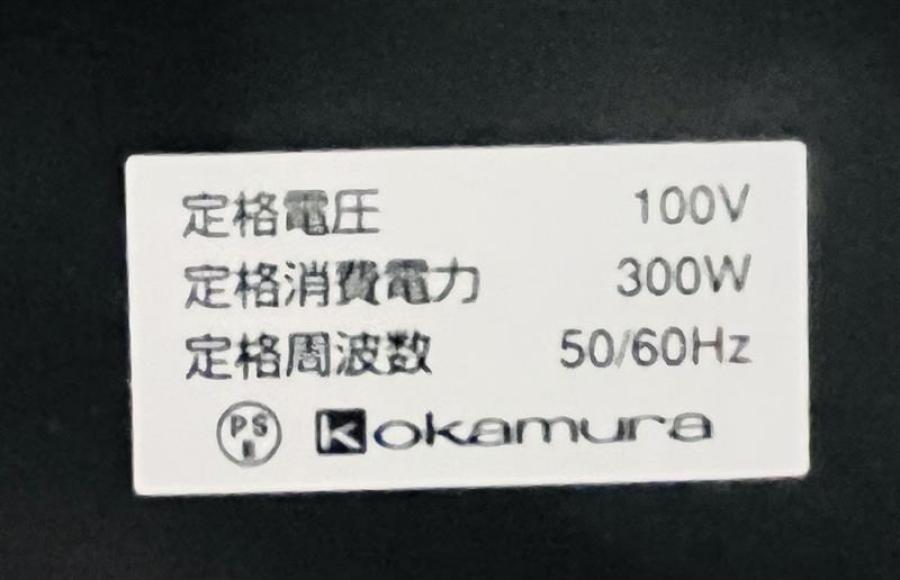 定格電圧 100V
定格消費電力 300W
定格周波数 50/60Hz
PS E Kokamura